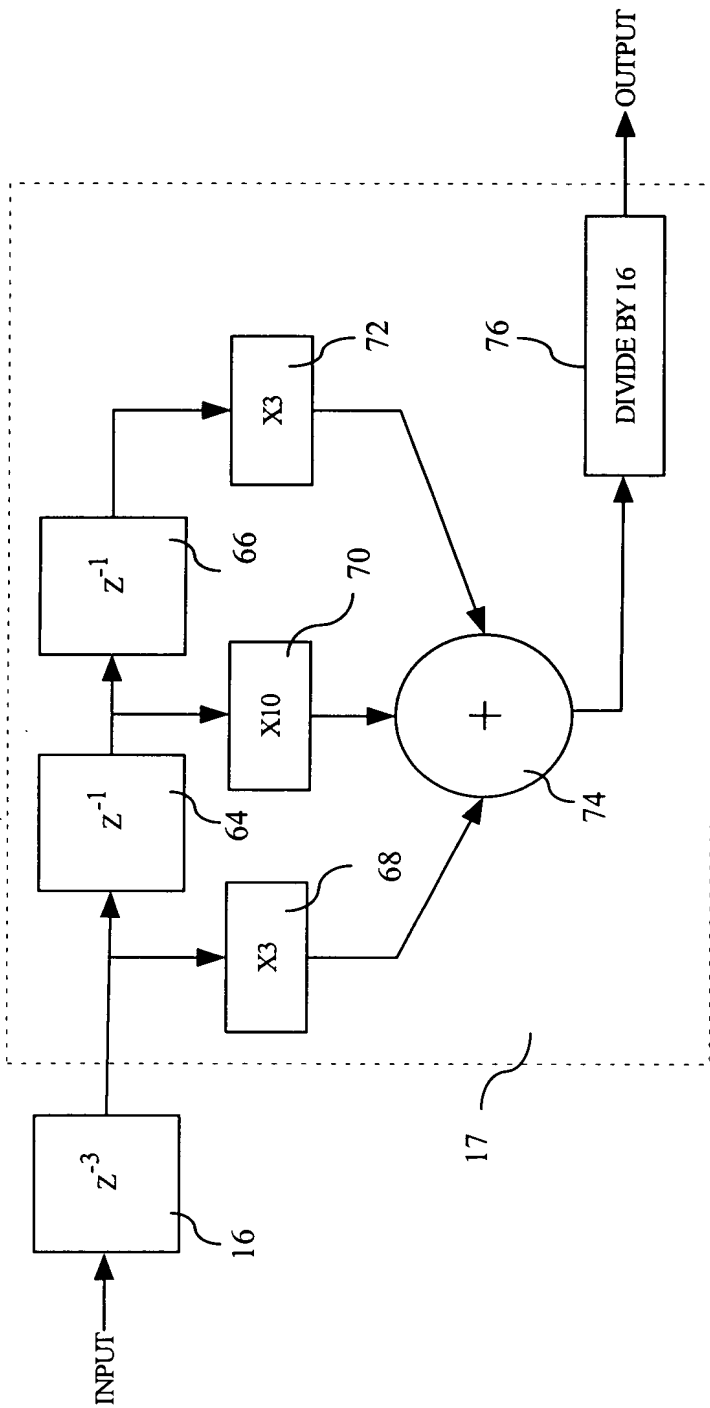 INPUT
z⁻³
16
17
z⁻¹
64
z⁻¹
66
X3
68
X10
70
X3
72
+
74
DIVIDE BY 16
76
OUTPUT